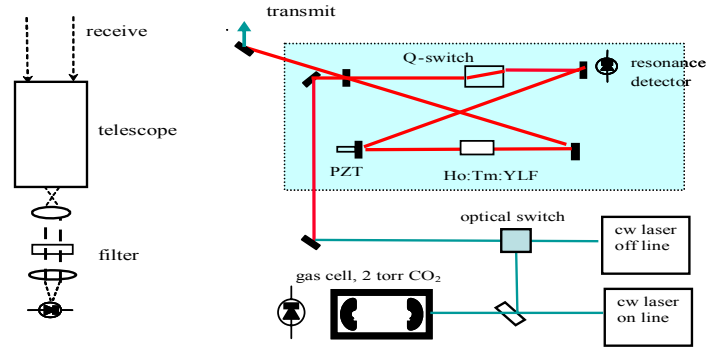 transmit
receive
Q-switch
resonance
detector
telescope
PZT
Ho:Tm:YLF
optical switch
cw laser
off line
filter
gas cell, 2 torr CO₂
cw laser
on line